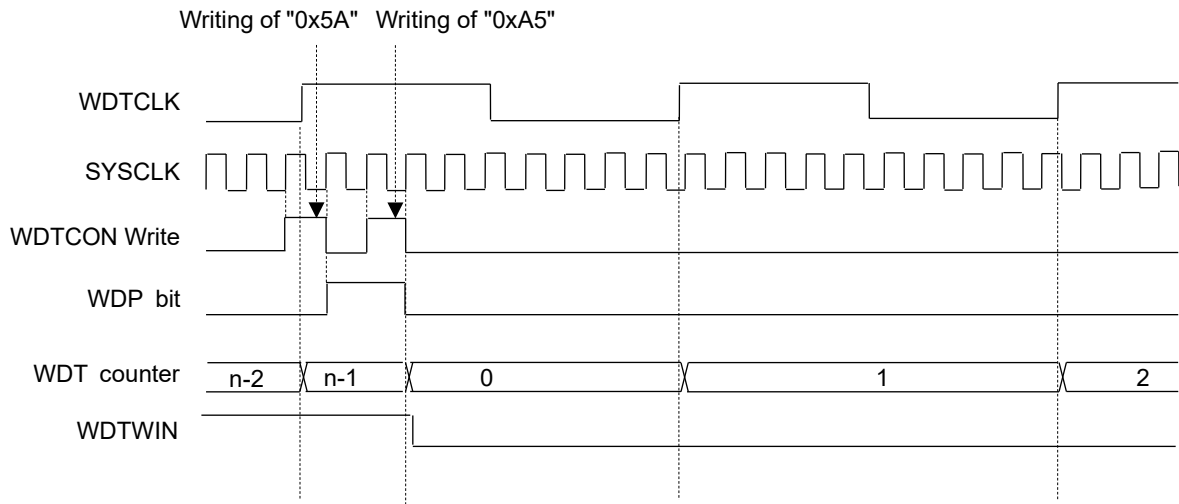 Writing of "0x5A" Writing of "0xA5"
WDTCLK
SYSCLK
WDTCON Write
WDP bit
WDT counter n-2 n-1 0 1 2
WDTWIN